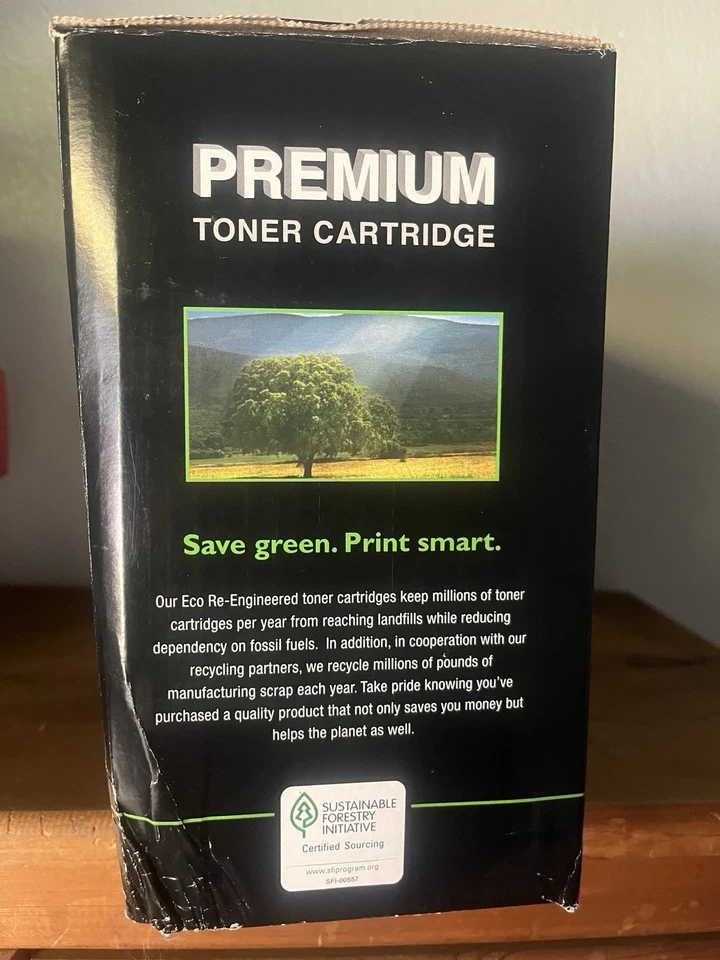 PREMIUM
TONER CARTRIDGE
Save green. Print smart.
Our Eco Re-Engineered toner cartridges keep millions of toner
cartridges per year from reaching landfills while reducing
dependency on fossil fuels. In addition, in cooperation with our
recycling partners, we recycle millions of pounds of
manufacturing scrap each year. Take pride knowing you've
purchased a quality product that not only saves you money but
helps the planet as well.
SUSTAINABLE
FORESTRY
INITIATIVE
Certified Sourcing
www.sfiprogram.org
SFI-00557